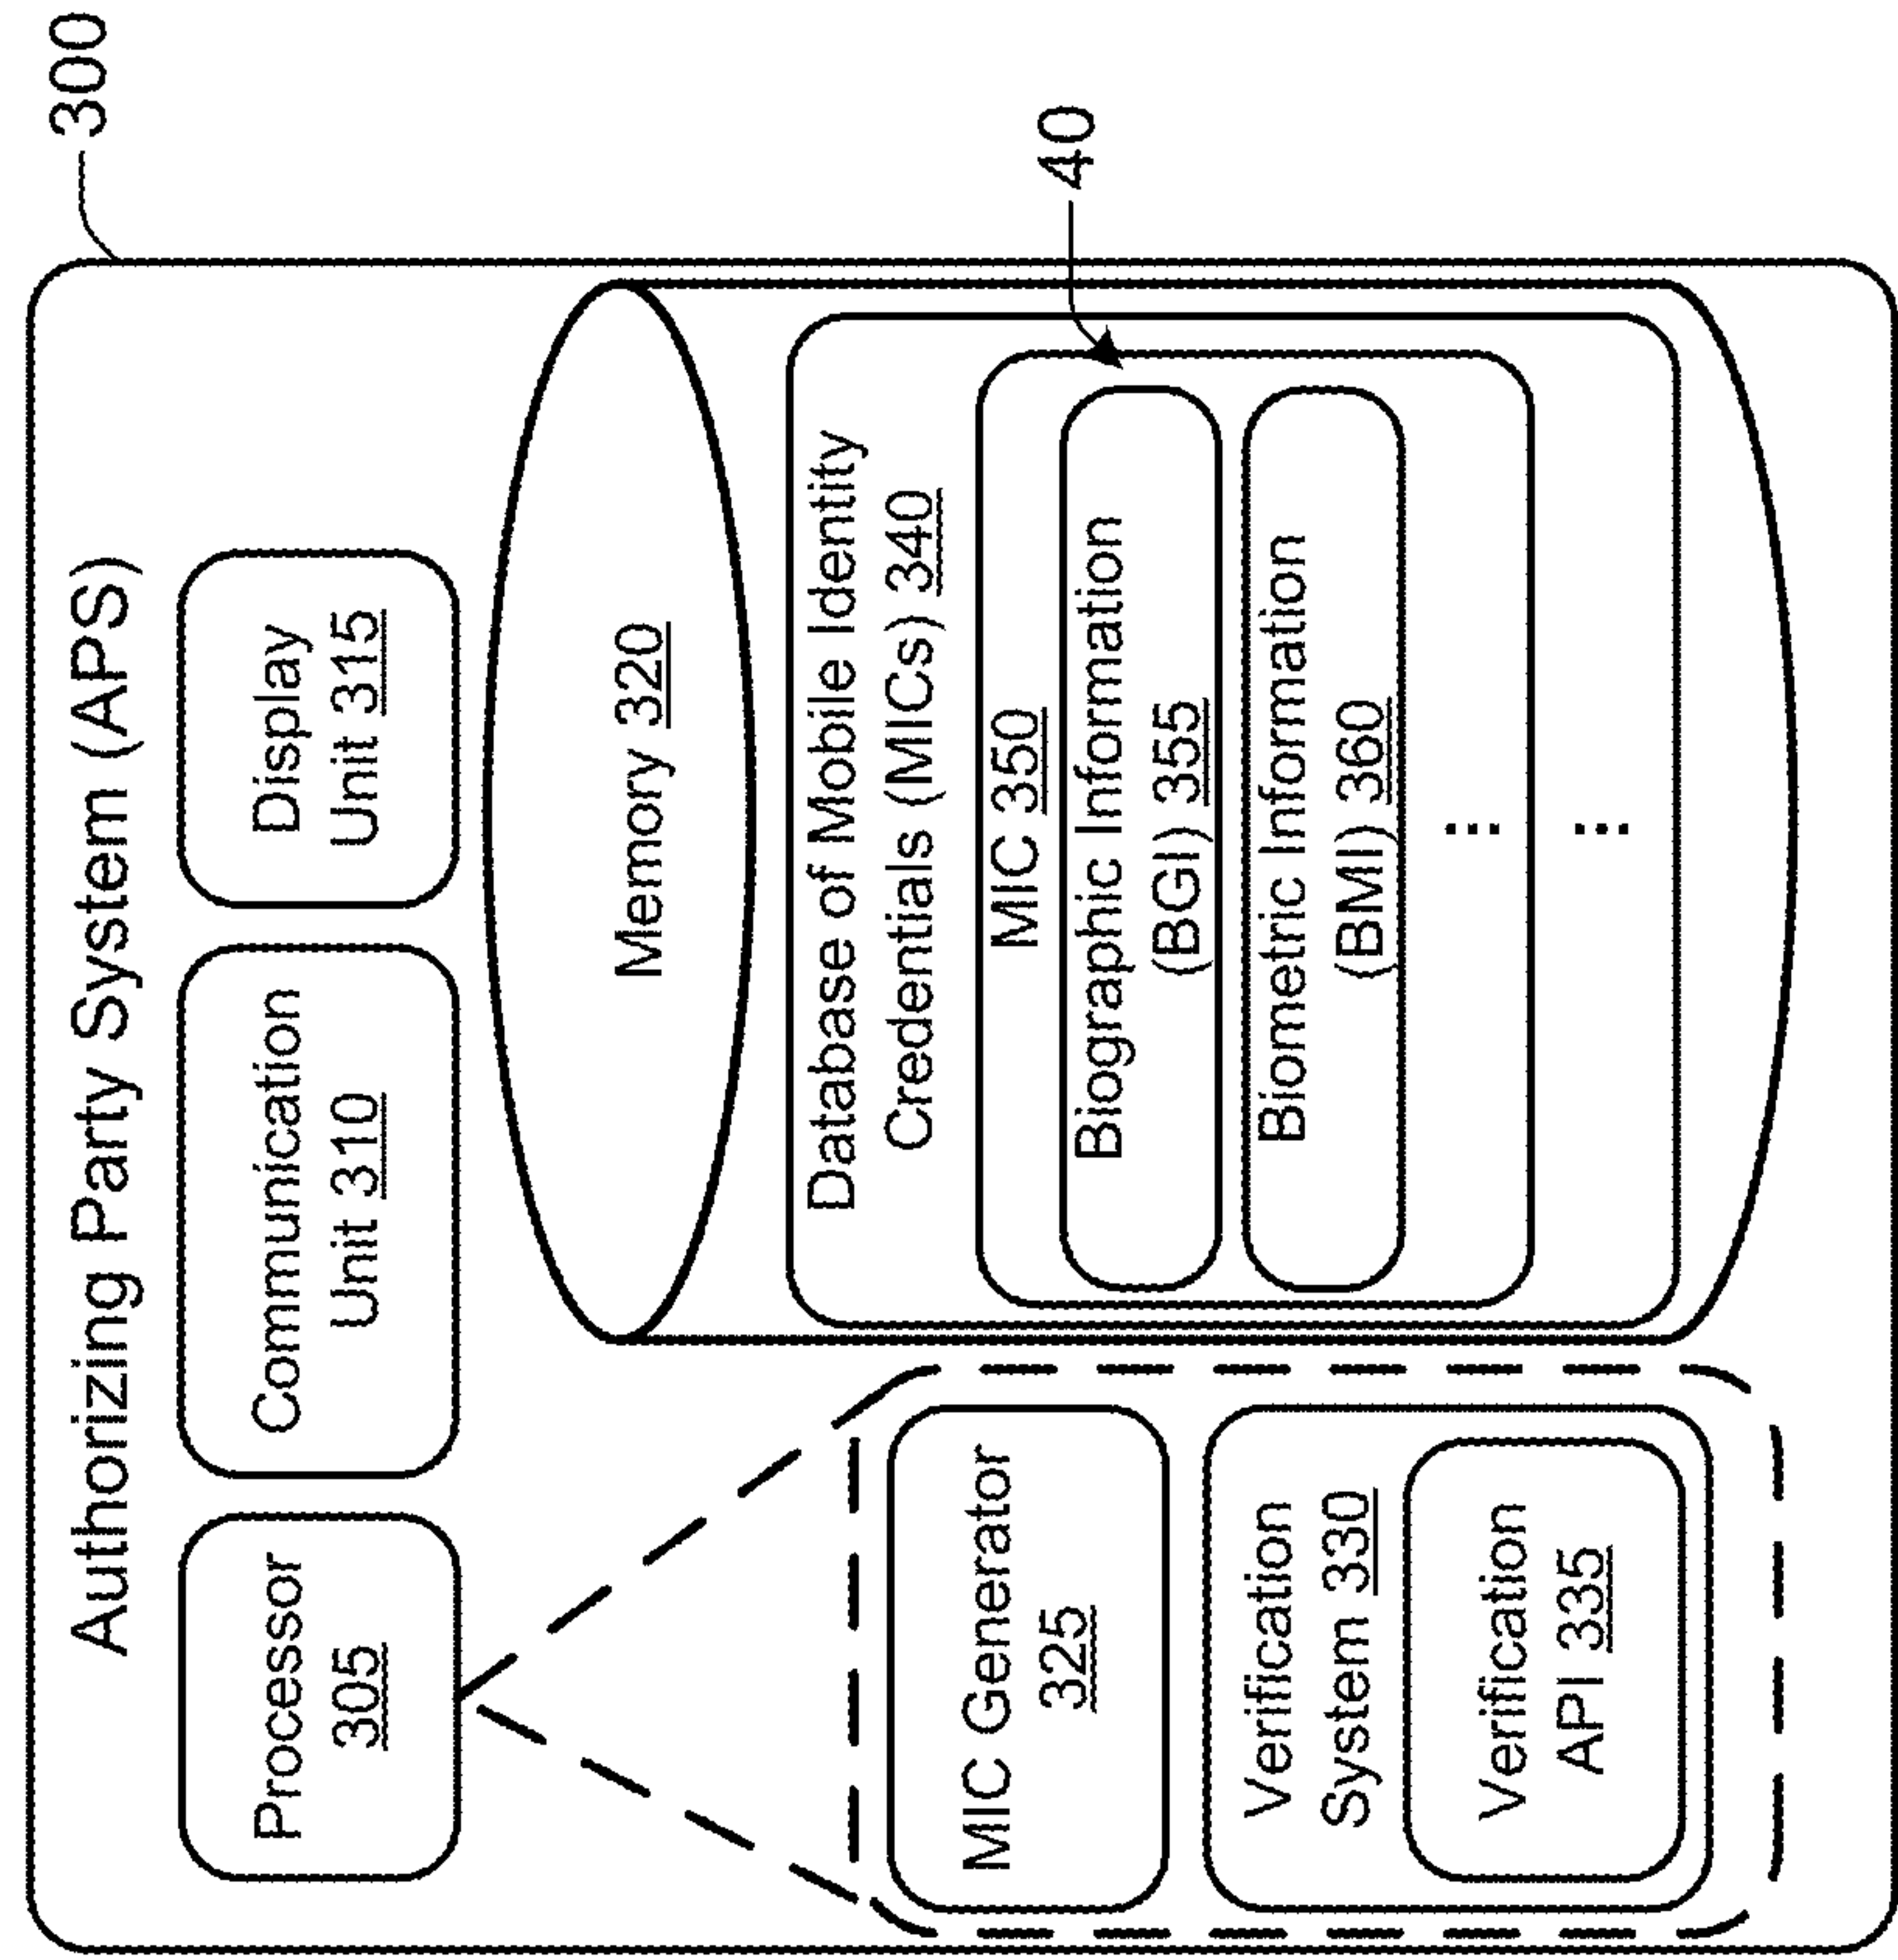 300
Authorizing Party System (APS)
Processor
305
Communication
Unit 310
Display
Unit 315
Memory 320
MIC Generator
325
Verification
System 330
Verification
API 335
Database of Mobile Identity
Credentials (MICs) 340
40
MIC 350
Biographic Information
(BGI) 355
Biometric Information
(BMI) 360
...
...